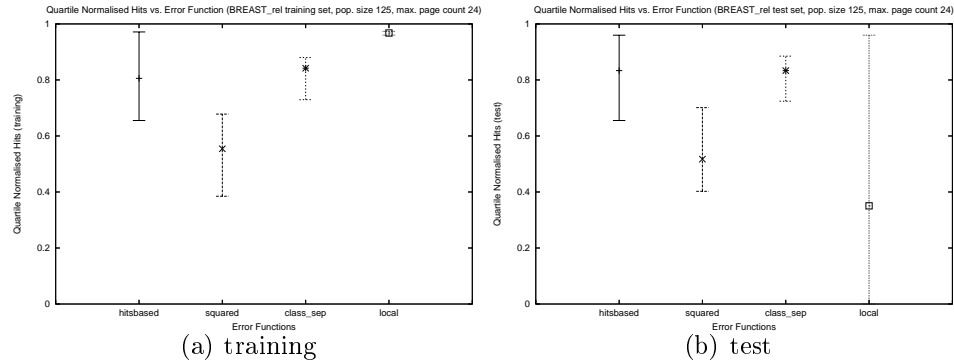 Quartile Normalised Hits vs. Error Function (BREAST_rel training set, pop. size 125, max. page count 24)
Quartile Normalised Hits (training)
1
0.8
0.6
0.4
0.2
0
hitsbased squared class_sep local
Error Functions
(a) training
Quartile Normalised Hits vs. Error Function (BREAST_rel test set, pop. size 125, max. page count 24)
Quartile Normalised Hits (test)
1
0.8
0.6
0.4
0.2
0
hitsbased squared class_sep local
Error Functions
(b) test